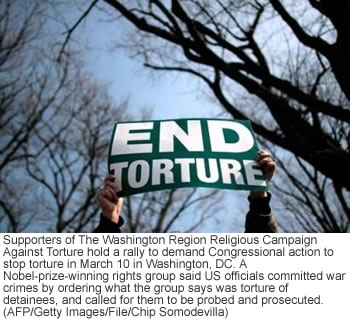 END
TORTURE
Supporters of The Washington Region Religious Campaign
Against Torture hold a rally to demand Congressional action to
stop torture in March 10 in Washington, DC. A
Nobel-prize-winning rights group said US officials committed war
crimes by ordering what the group says was torture of
detainees, and called for them to be probed and prosecuted.
(AFP/Getty Images/File/Chip Somodevilla)